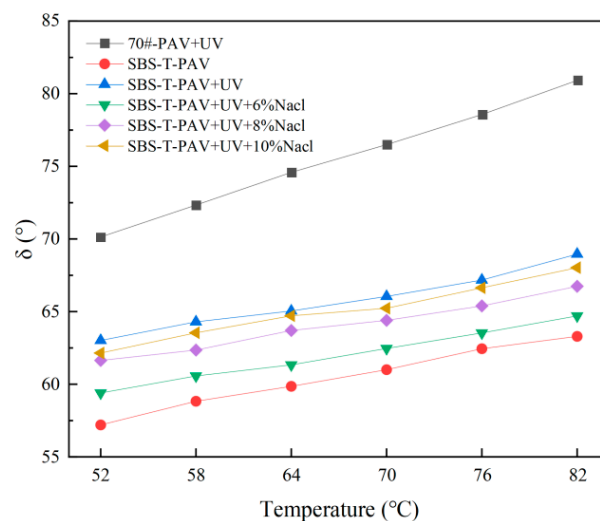 85
80
75
70
65
60
55
δ (°)
70#-PAV+UV
SBS-T-PAV
SBS-T-PAV+UV
SBS-T-PAV+UV+6%Nacl
SBS-T-PAV+UV+8%Nacl
SBS-T-PAV+UV+10%Nacl
52 58 64 70 76 82
Temperature (℃)